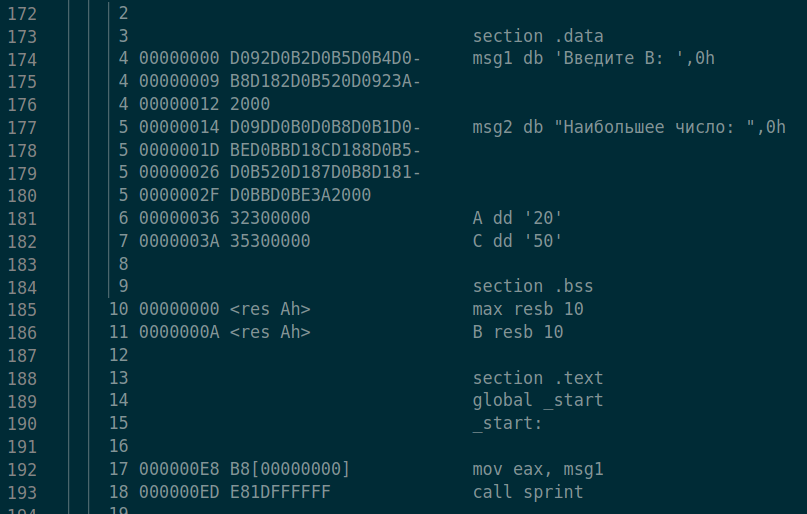 172 2
173 3 section .data
174 4 00000000 D092D0B2D0B5D0B4D0- msg1 db 'Введите B: ',0h
175 4 00000009 B8D182D0B520D0923A-
176 4 00000012 2000
177 5 00000014 D09DD0B0D0B8D0B1D0- msg2 db "Наибольшее число: ",0h
178 5 0000001D BED0BBD18CD188D0B5-
179 5 00000026 D0B520D187D0B8D181-
180 5 0000002F D0BBD0BE3A2000
181 6 00000036 32300000 A dd '20'
182 7 0000003A 35300000 C dd '50'
183 8
184 9 section .bss
185 10 00000000 <res Ah> max resb 10
186 11 0000000A <res Ah> B resb 10
187 12
188 13 section .text
189 14 global _start
190 15 _start:
191 16
192 17 000000E8 B8[00000000] mov eax, msg1
193 18 000000ED E81DFFFFFF call sprint
194 19